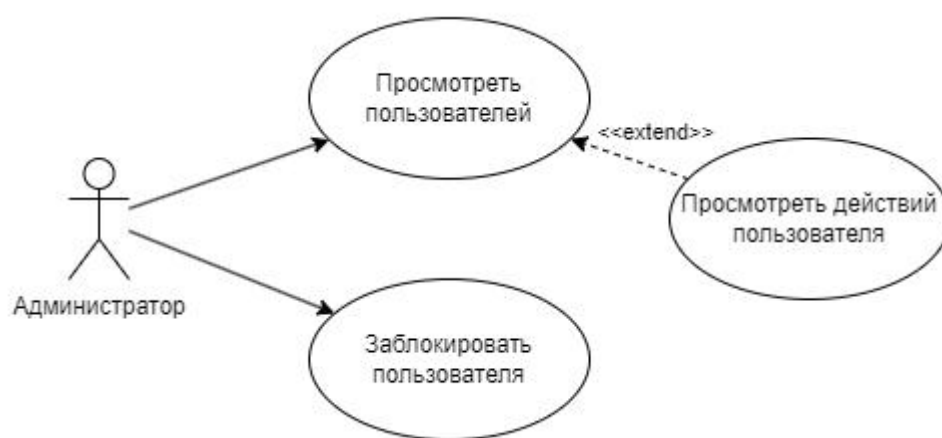 Просмотреть
пользователей
<<extend>>
Просмотреть действий
пользователя
Администратор
Заблокировать
пользователя